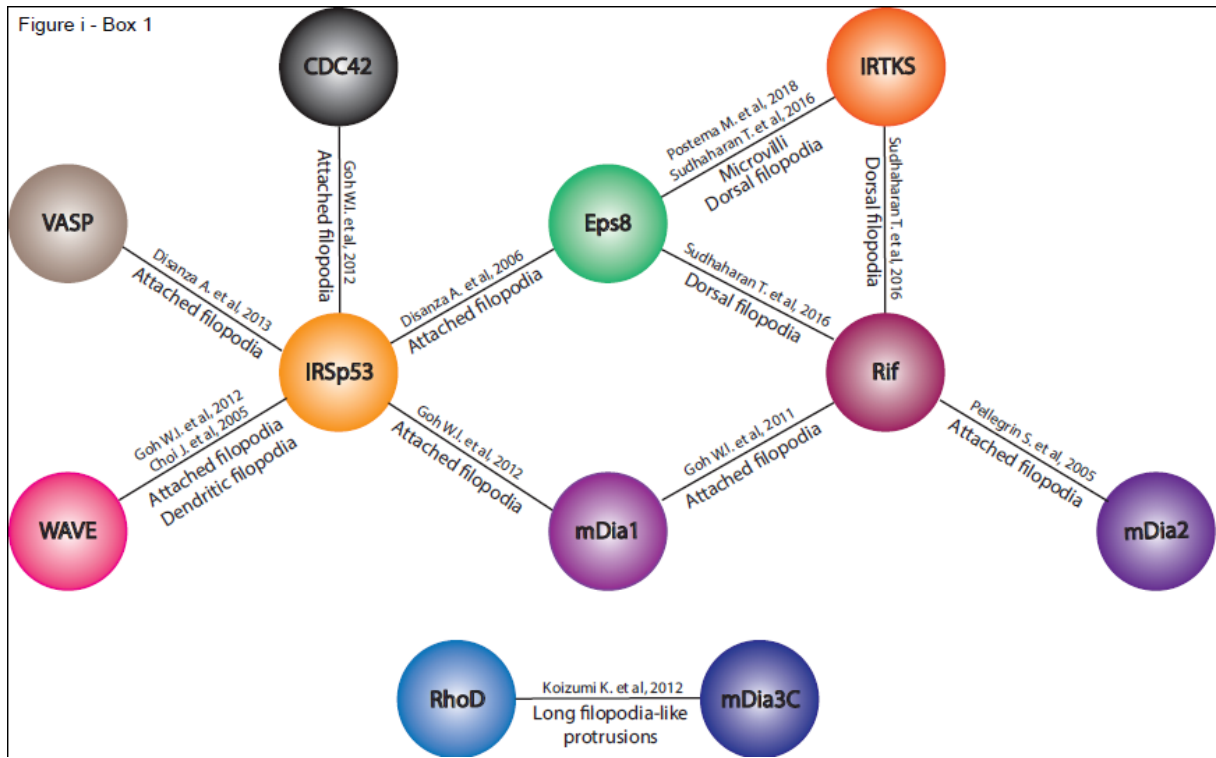 Figure i - Box 1
CDC42
IRTKS
Postema M. et al, 2018
Sudhaharan T. et al, 2016
Microvilli
Dorsal filopodia
Sudhaharan T. et al, 2016
Dorsal filopodia
Goh W.I. et al, 2012
Attached filopodia
VASP
Eps8
Disanza A. et al, 2013
Attached filopodia
Disanza A. et al, 2006
Attached filopodia
Sudhaharan T. et al, 2016
Dorsal filopodia
IRSp53
Rif
Goh W.I. et al, 2012
Choi J. et al, 2005
Attached filopodia
Dendritic filopodia
Goh W.I. et al, 2012
Attached filopodia
Goh W.I. et al, 2011
Attached filopodia
Pellegrin S. et al, 2005
Attached filopodia
WAVE
mDia1
mDia2
RhoD
Koizumi K. et al, 2012
Long filopodia-like
protrusions
mDia3C